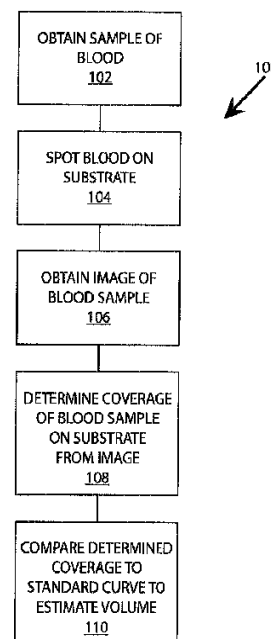 OBTAIN SAMPLE OF
BLOOD
102
10
SPOT BLOOD ON
SUBSTRATE
104
OBTAIN IMAGE OF
BLOOD SAMPLE
106
DETERMINE COVERAGE
OF BLOOD SAMPLE
ON SUBSTRATE
FROM IMAGE
108
COMPARE DETERMINED
COVERAGE TO
STANDARD CURVE TO
ESTIMATE VOLUME
110